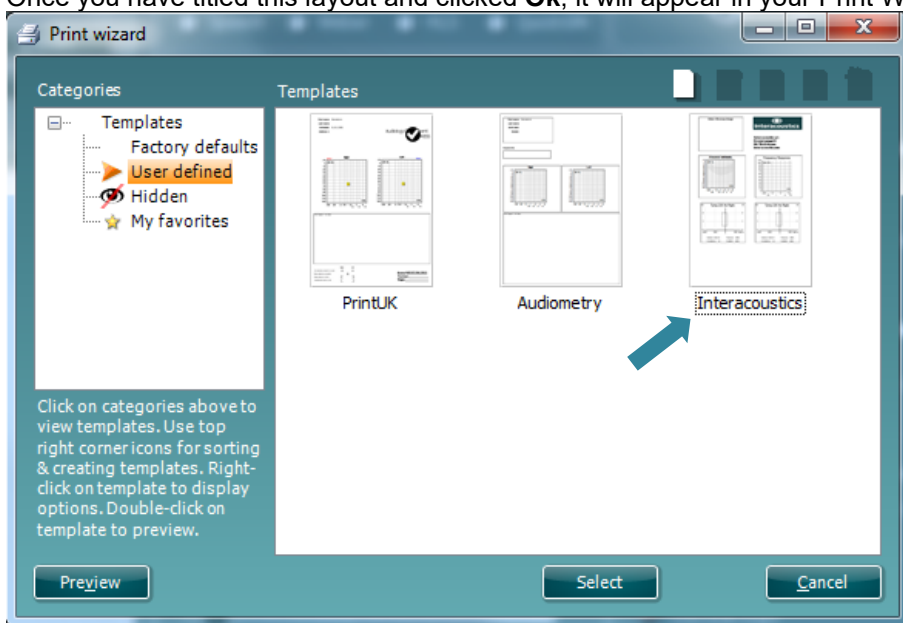 Once you have titled this layout and clicked Ok, it will appear in your Print W
Print wizard
Categories
Templates
Templates
Factory defaults
User defined
Hidden
My favorites
PrintUK
Audiometry
Interacoustics
Click on categories above to
view templates. Use top
right corner icons for sorting
& creating templates. Right-
click on template to display
options. Double-click on
template to preview.
Preview
Select
Cancel